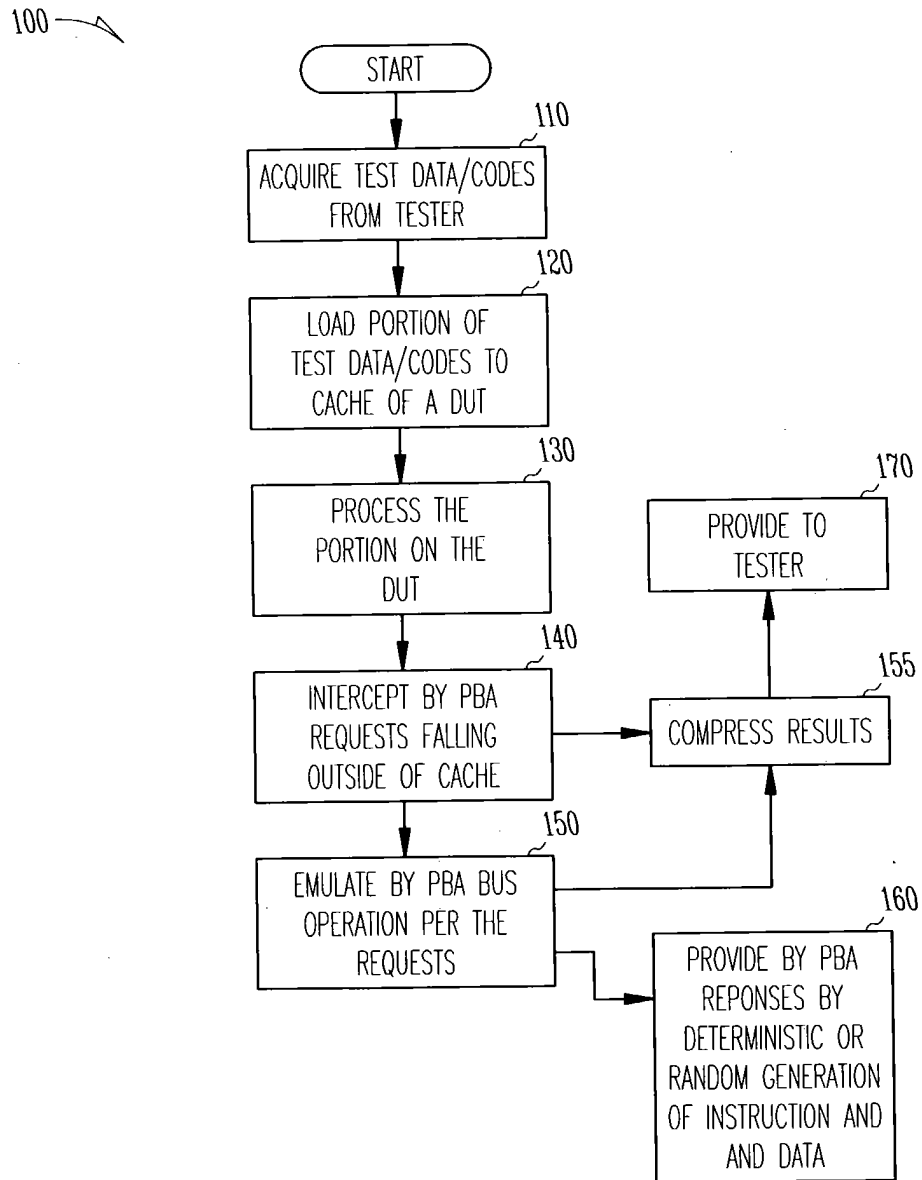 100
START
110
ACQUIRE TEST DATA/CODES
FROM TESTER
120
LOAD PORTION OF
TEST DATA/CODES TO
CACHE OF A DUT
130
PROCESS THE
PORTION ON THE
DUT
170
PROVIDE TO
TESTER
140
INTERCEPT BY PBA
REQUESTS FALLING
OUTSIDE OF CACHE
155
COMPRESS RESULTS
150
EMULATE BY PBA BUS
OPERATION PER THE
REQUESTS
160
PROVIDE BY PBA
REPONSES BY
DETERMINISTIC OR
RANDOM GENERATION
OF INSTRUCTION AND
AND DATA